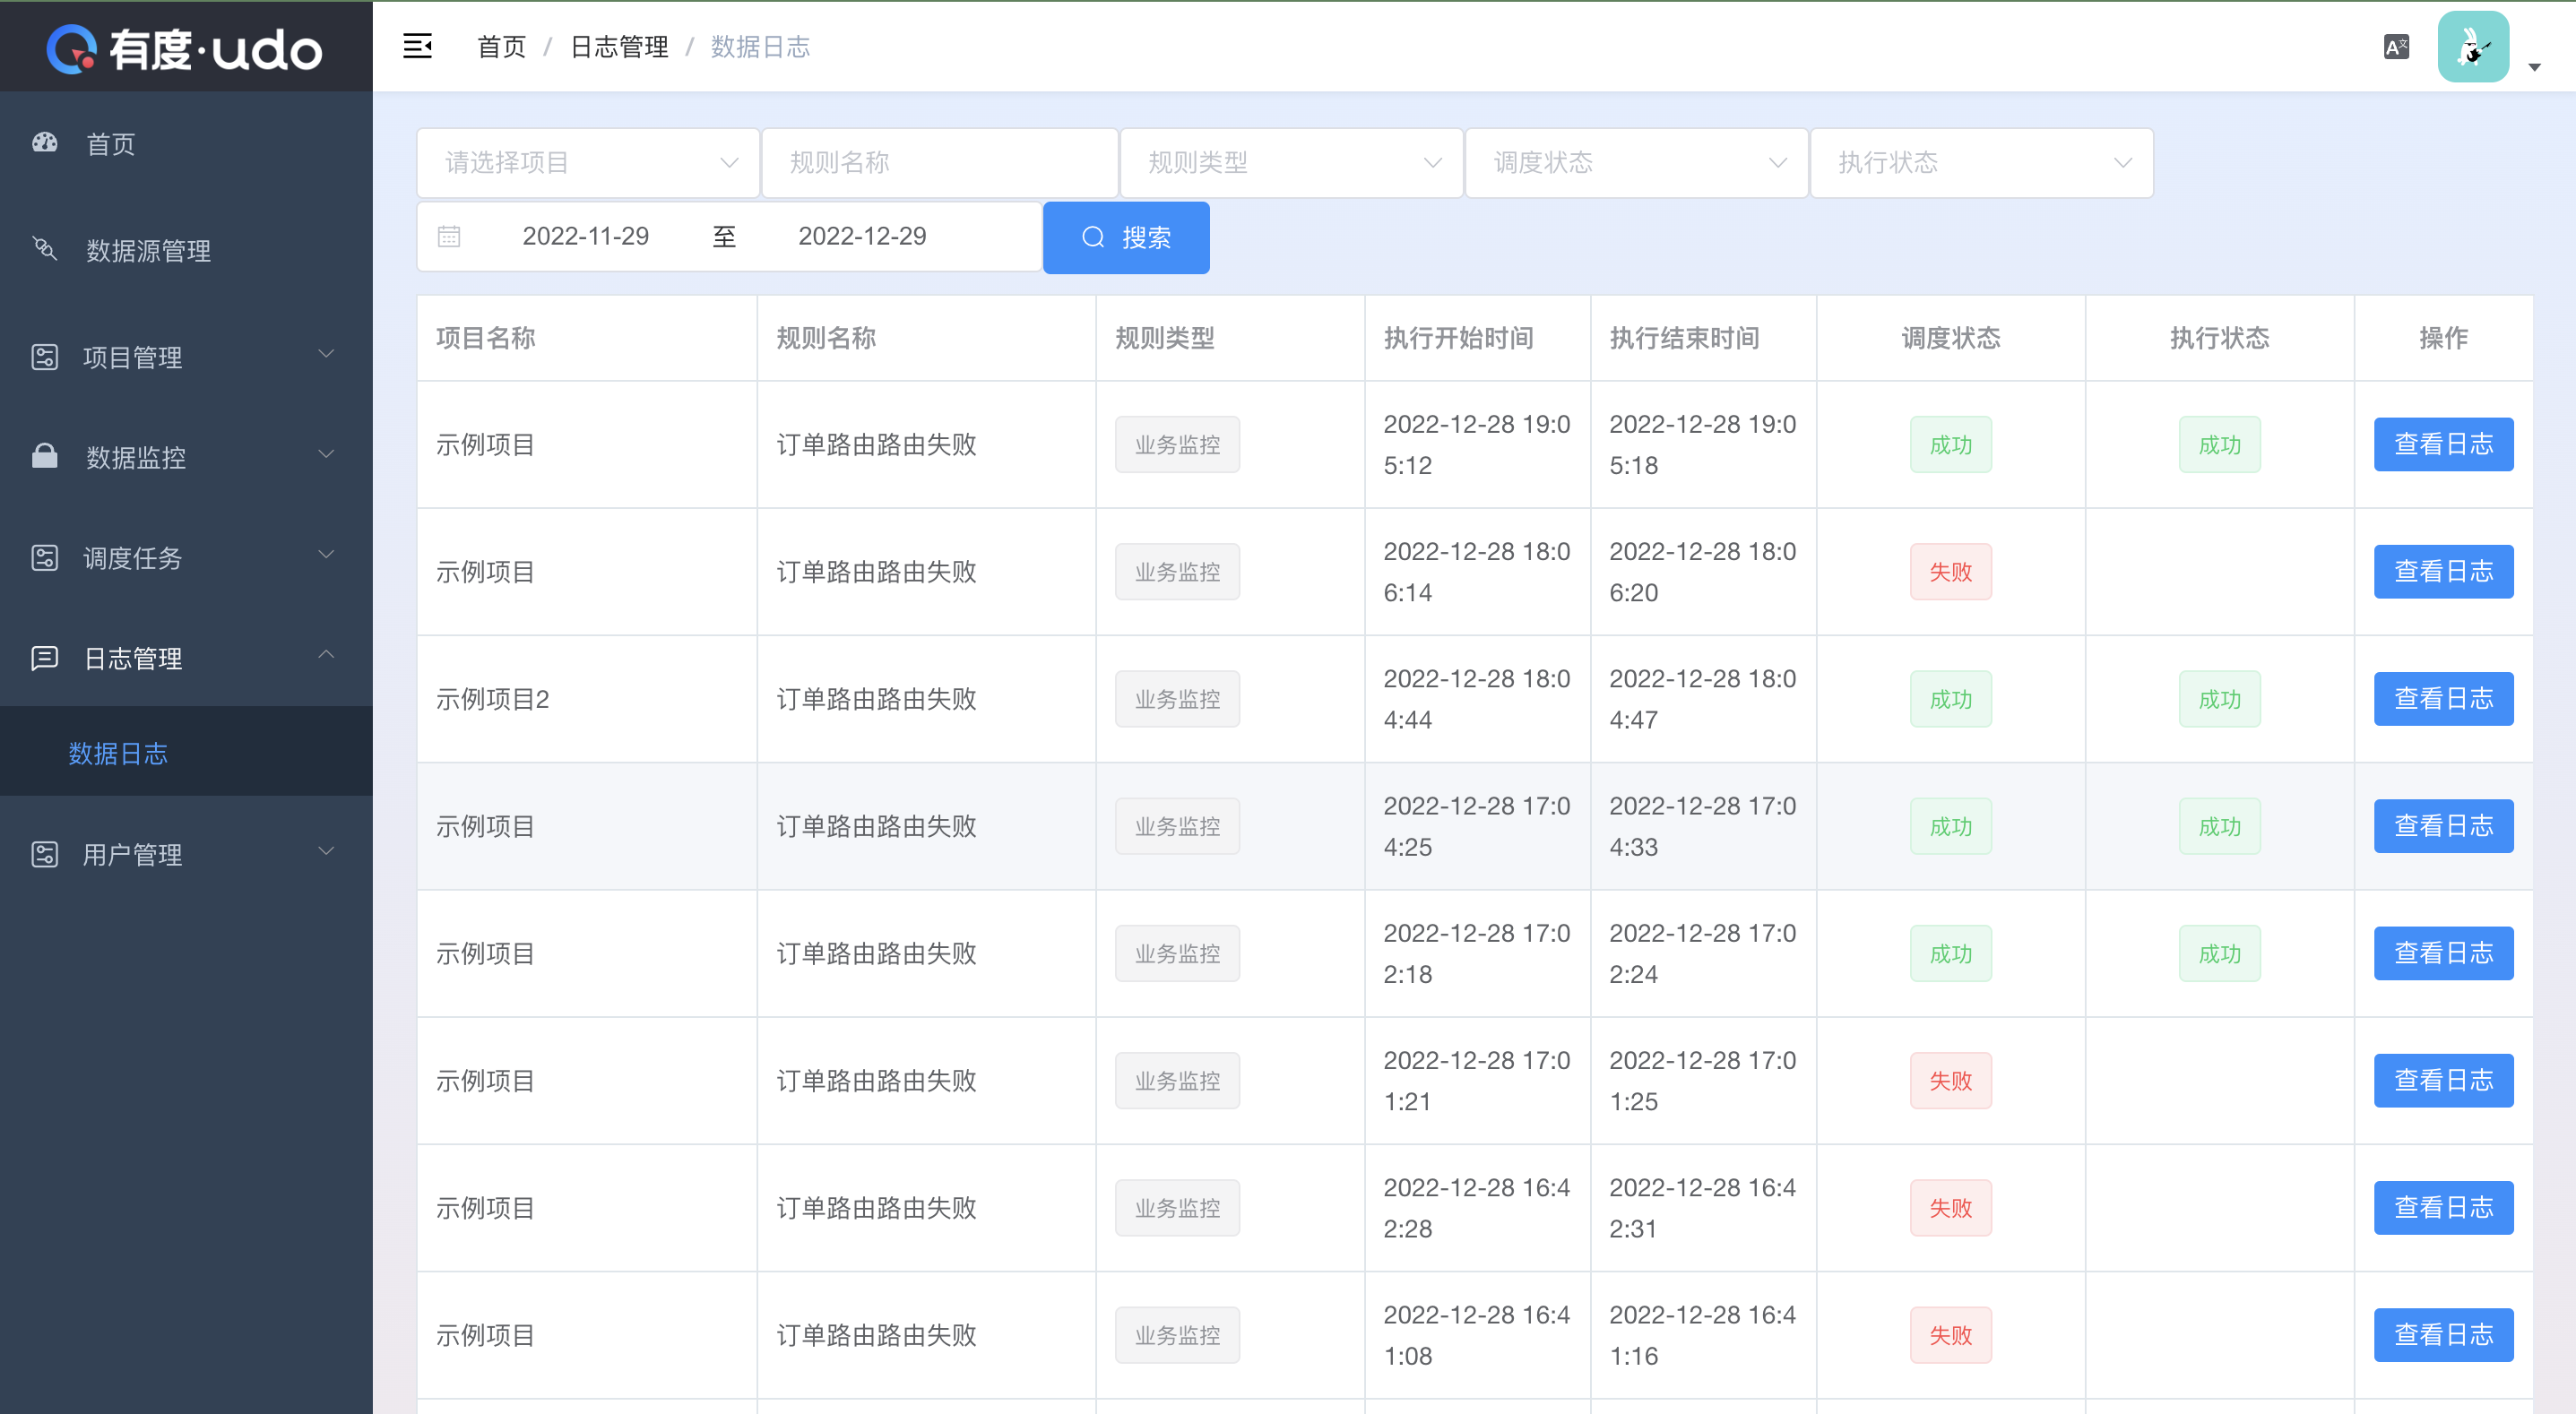 有度·udo
首页 / 日志管理 / 数据日志
首页
数据源管理
项目管理
数据监控
调度任务
日志管理
数据日志
用户管理
请选择项目 规则名称 规则类型 调度状态 执行状态
2022-11-29 至 2022-12-29 搜索
项目名称 规则名称 规则类型 执行开始时间 执行结束时间 调度状态 执行状态 操作
示例项目 订单路由路由失败 业务监控 2022-12-28 19:05:12 2022-12-28 19:05:18 成功 成功 查看日志
示例项目 订单路由路由失败 业务监控 2022-12-28 18:06:14 2022-12-28 18:06:20 失败 查看日志
示例项目2 订单路由路由失败 业务监控 2022-12-28 18:04:44 2022-12-28 18:04:47 成功 成功 查看日志
示例项目 订单路由路由失败 业务监控 2022-12-28 17:04:25 2022-12-28 17:04:33 成功 成功 查看日志
示例项目 订单路由路由失败 业务监控 2022-12-28 17:02:18 2022-12-28 17:02:24 成功 成功 查看日志
示例项目 订单路由路由失败 业务监控 2022-12-28 17:01:21 2022-12-28 17:01:25 失败 查看日志
示例项目 订单路由路由失败 业务监控 2022-12-28 16:42:28 2022-12-28 16:42:31 失败 查看日志
示例项目 订单路由路由失败 业务监控 2022-12-28 16:41:08 2022-12-28 16:41:16 失败 查看日志